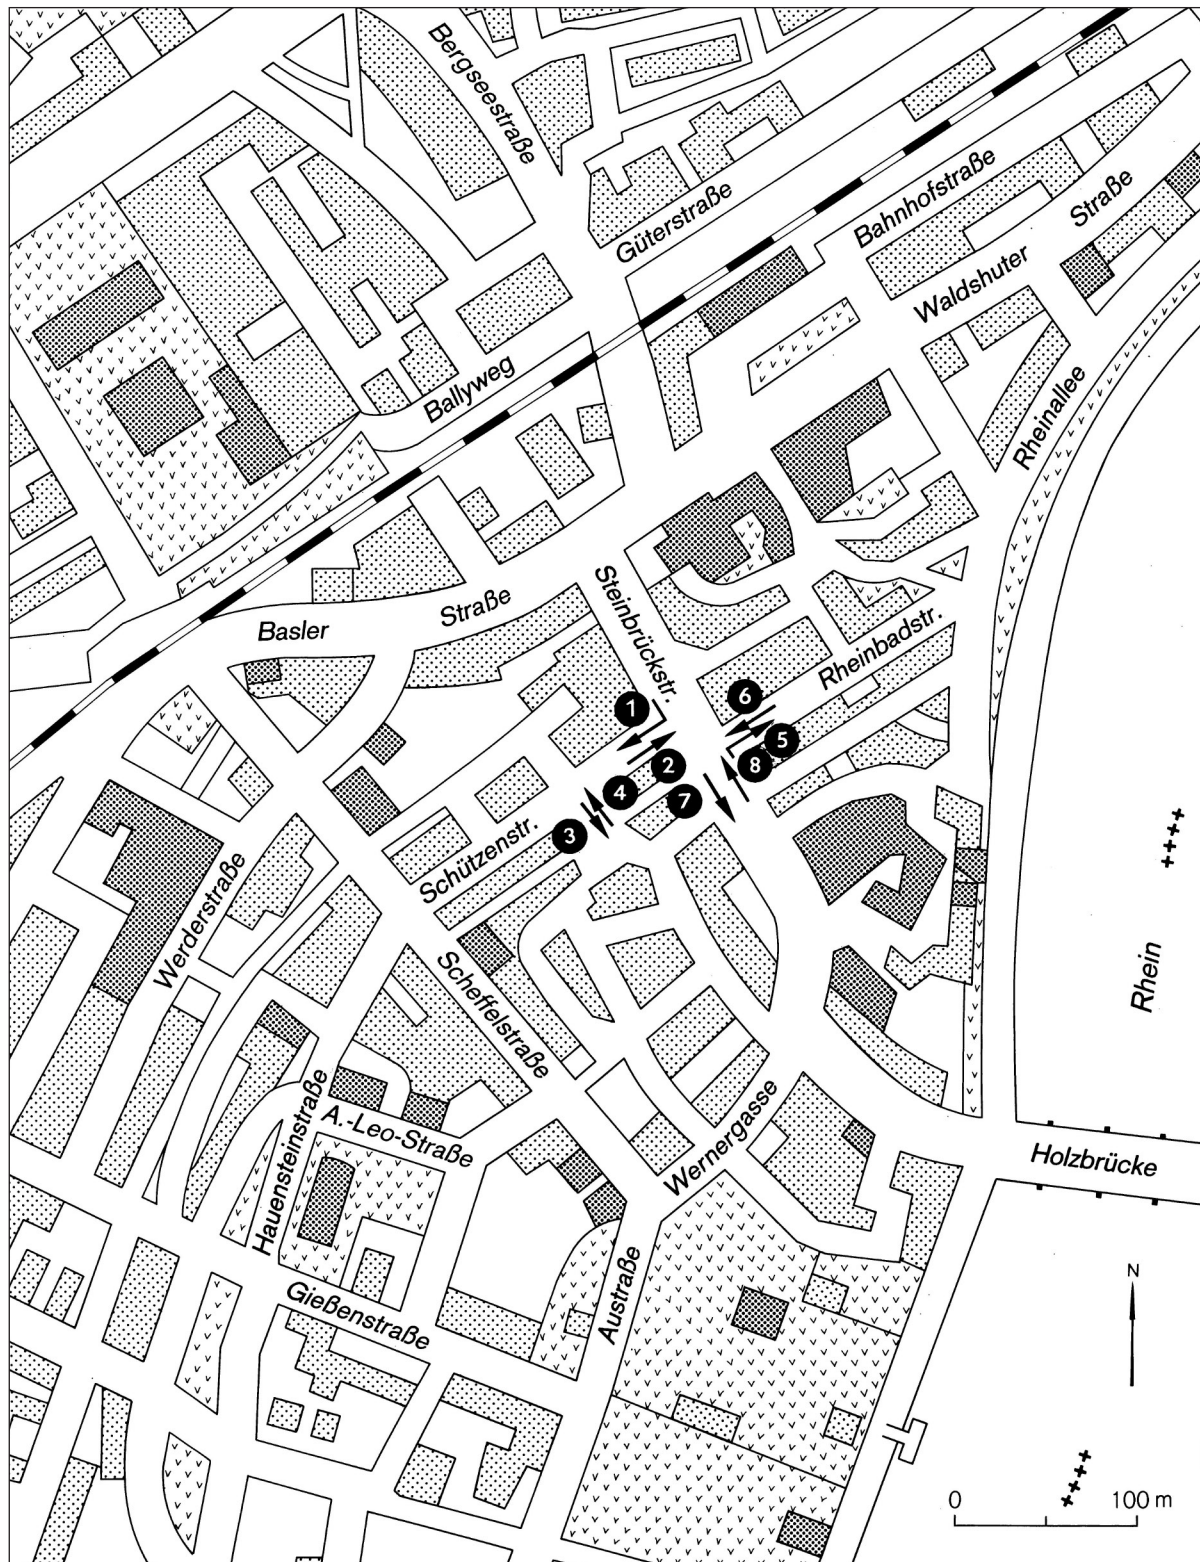 Bergseestraße
Güterstraße
Bahnhofstraße
Waldshuter
Straße
Ballyweg
Rheinallee
Steinbrückstr.
Basler
Straße
Rheinbadstr.
6
1
5
2
8
4
7
3
Schützenstr.
Werderstraße
Scheffelstraße
Rhein
Hauensteinstraße
A.-Leo-Straße
Wernergasse
Holzbrücke
Gießenstraße
Austraße
N
0
100 m